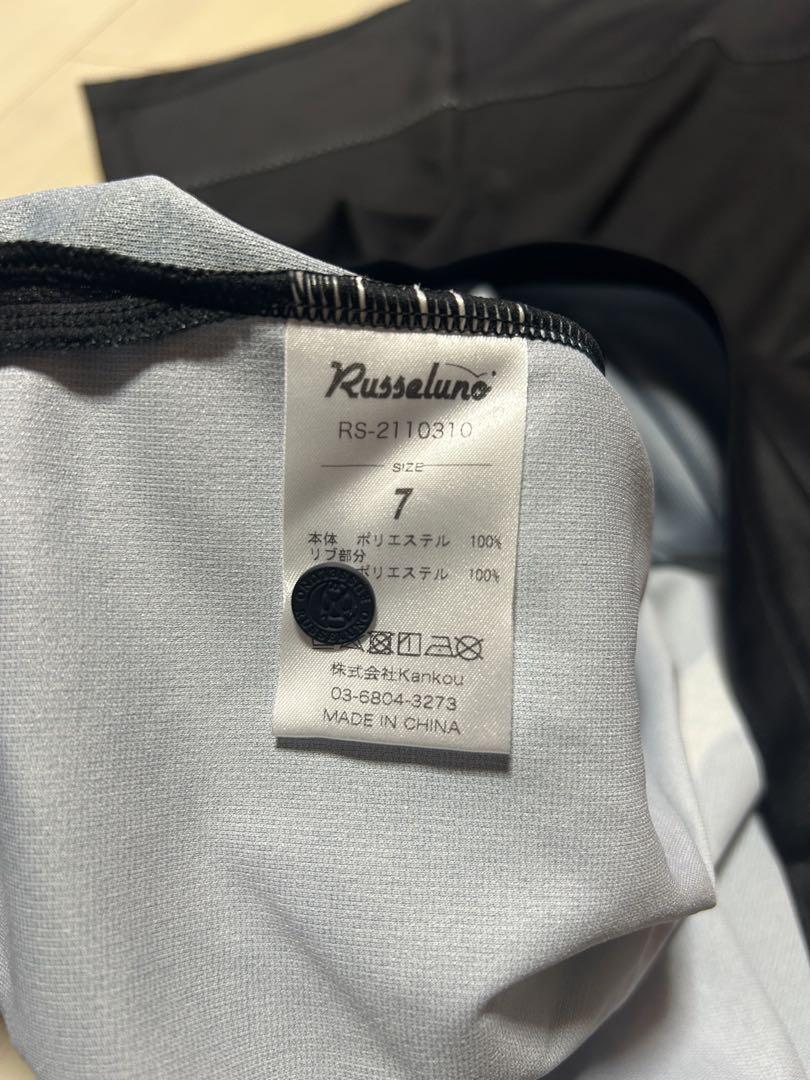 Russeluno
RS-2110310
SIZE
7
本体 ポリエステル 100%
リブ部分
ポリエステル 100%
株式会社Kankou
03-6804-3273
MADE IN CHINA